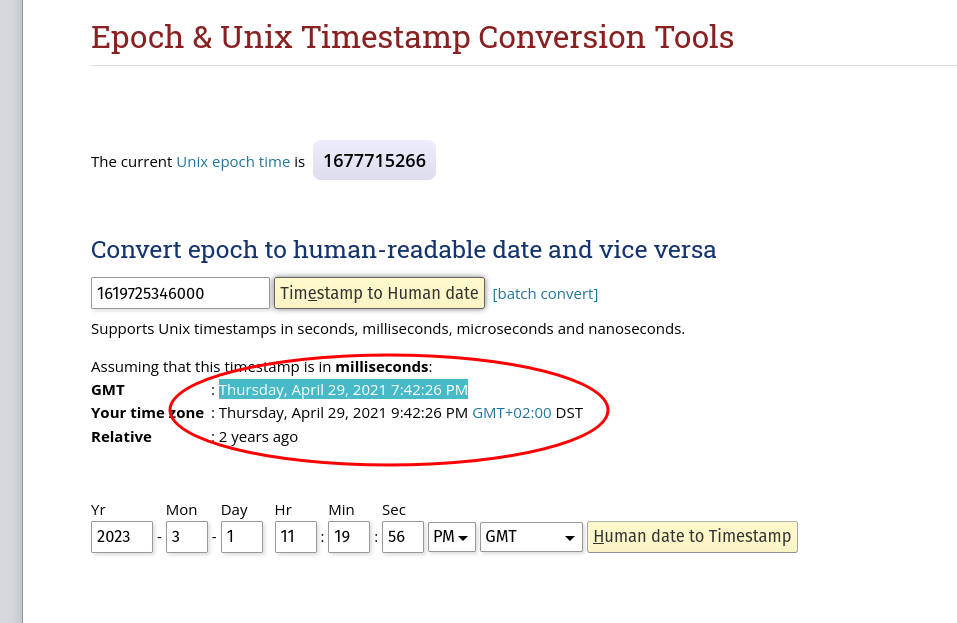 Epoch & Unix Timestamp Conversion Tools
The current Unix epoch time is 1677715266
Convert epoch to human-readable date and vice versa
1619725346000 Timestamp to Human date [batch convert]
Supports Unix timestamps in seconds, milliseconds, microseconds and nanoseconds.
Assuming that this timestamp is in milliseconds:
GMT : Thursday, April 29, 2021 7:42:26 PM
Your time zone : Thursday, April 29, 2021 9:42:26 PM GMT+02:00 DST
Relative : 2 years ago
Yr Mon Day Hr Min Sec
2023 - 3 - 1 11 : 19 : 56 PM GMT Human date to Timestamp